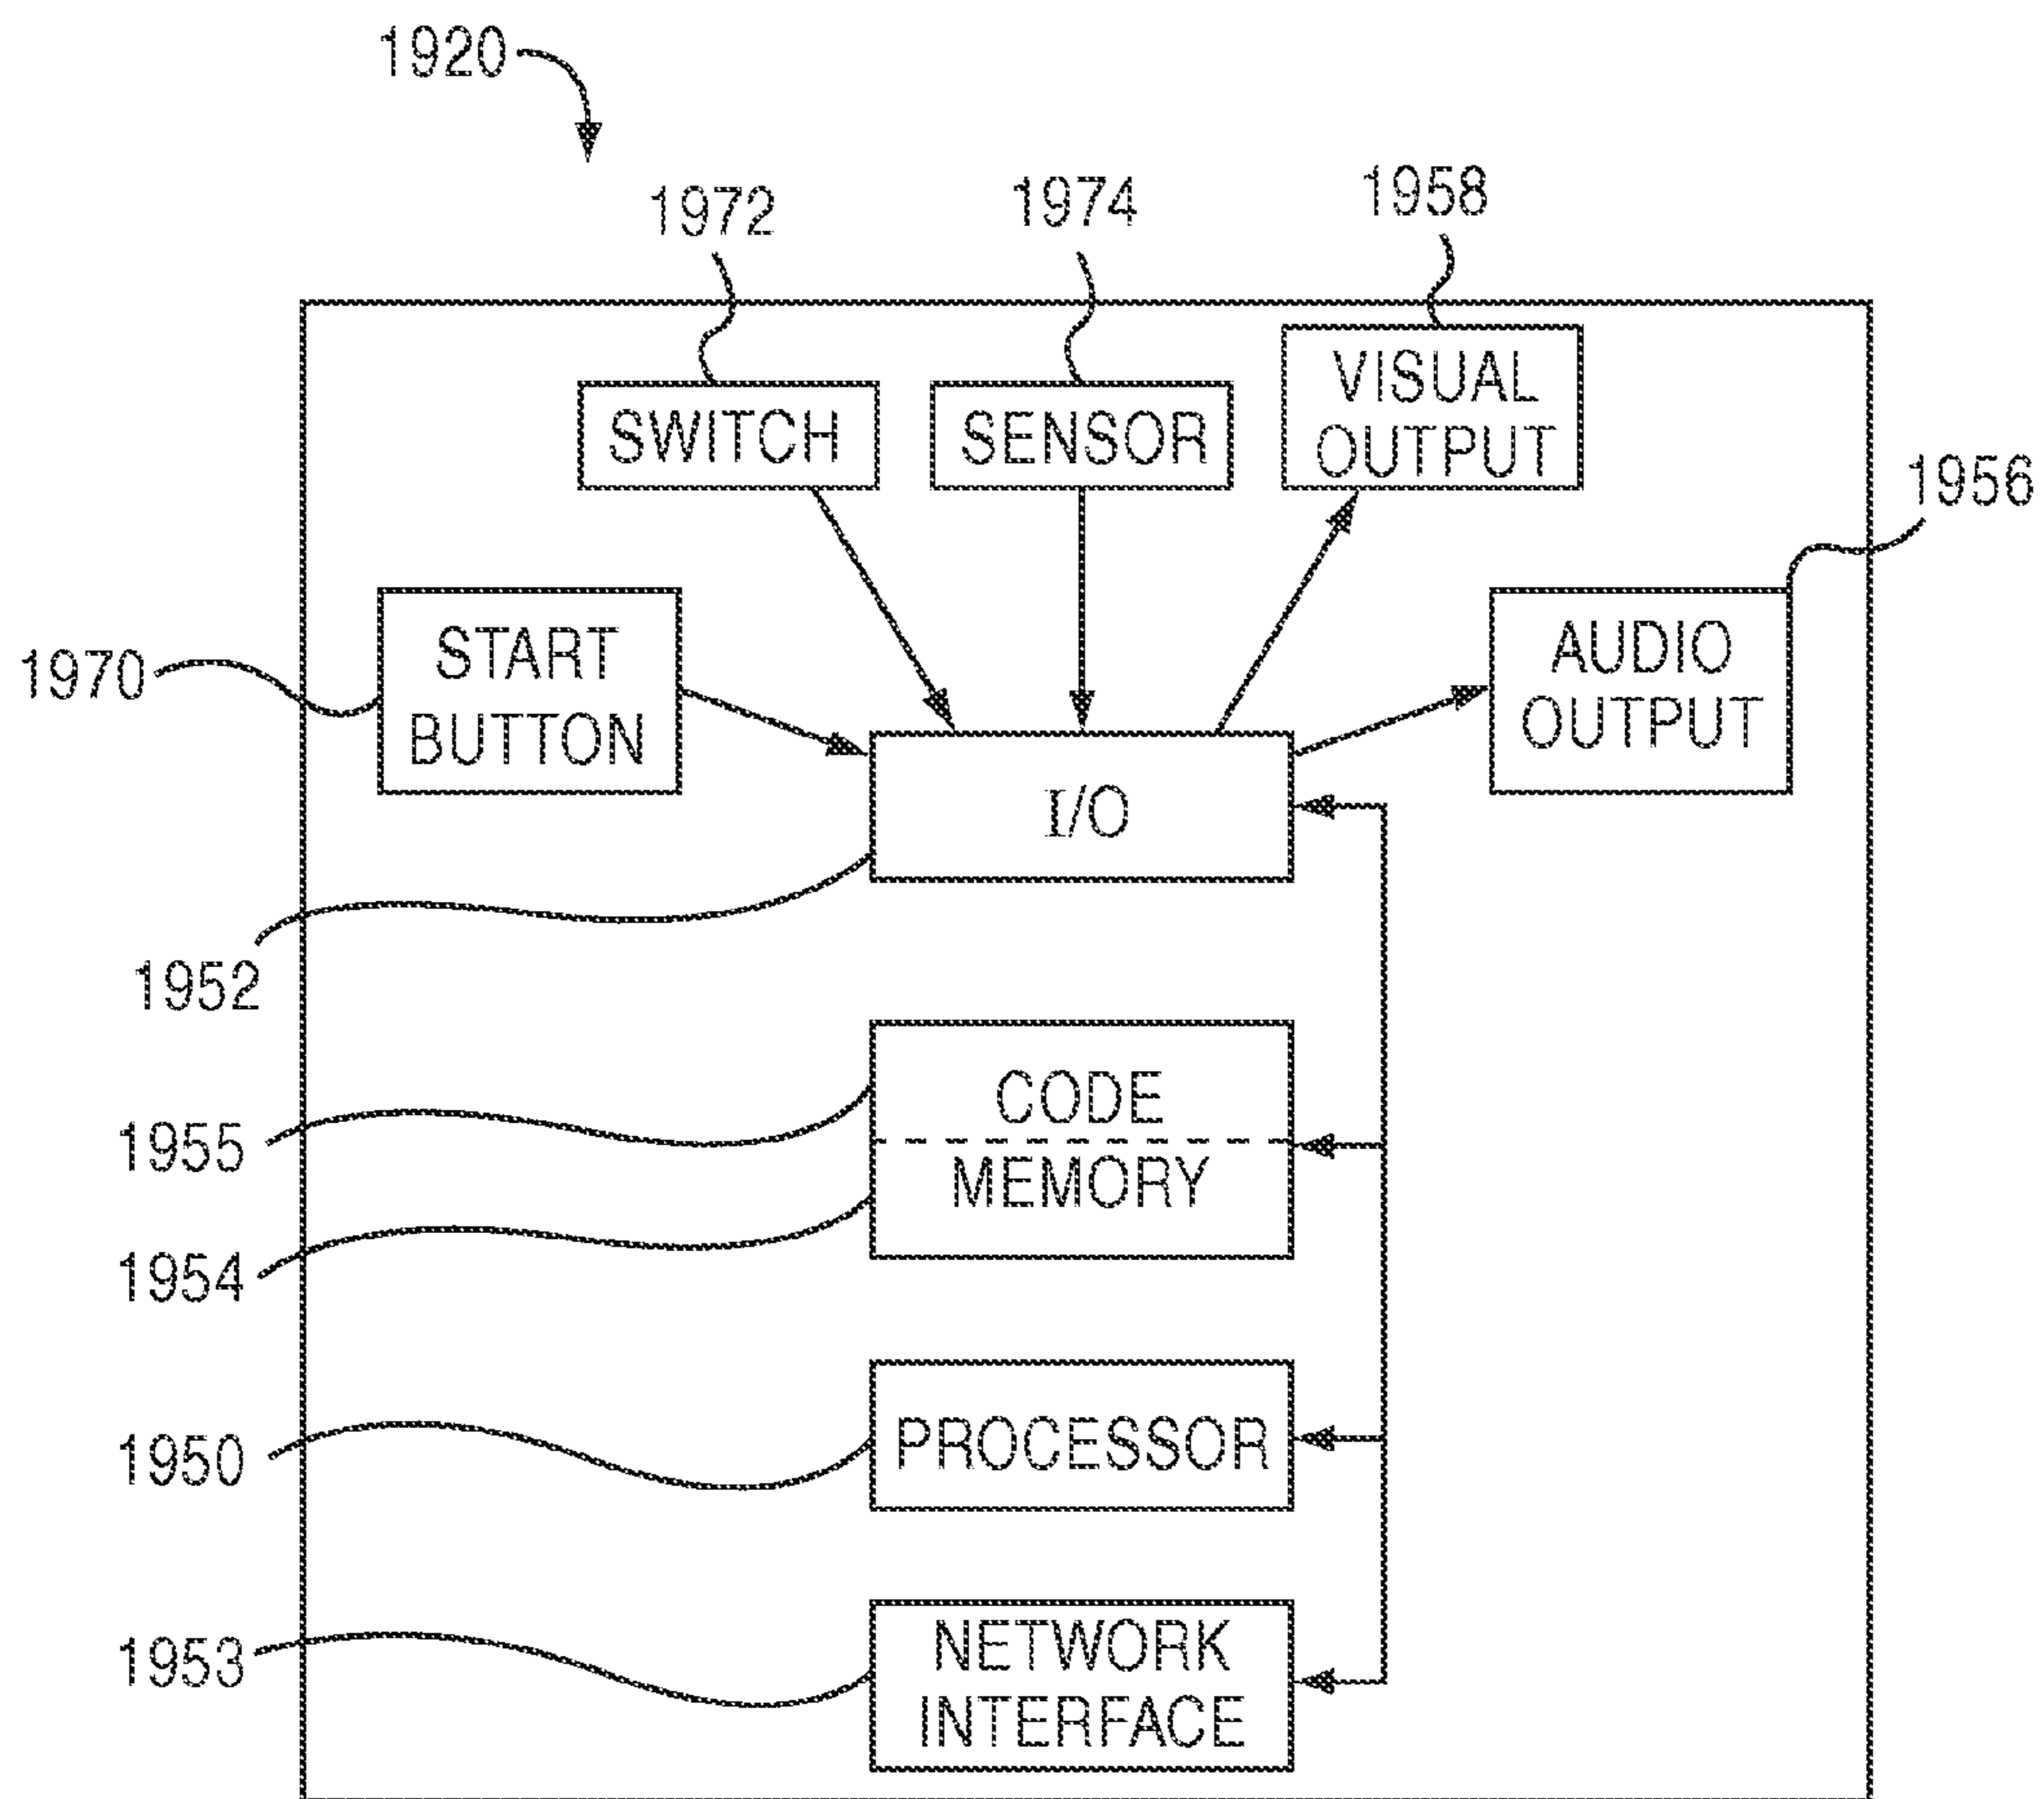 1920
1972
1974
1958
SWITCH
SENSOR
VISUAL
OUTPUT
1956
1970
START
BUTTON
AUDIO
OUTPUT
I/O
1952
CODE
1955
MEMORY
1954
PROCESSOR
1950
NETWORK
INTERFACE
1953